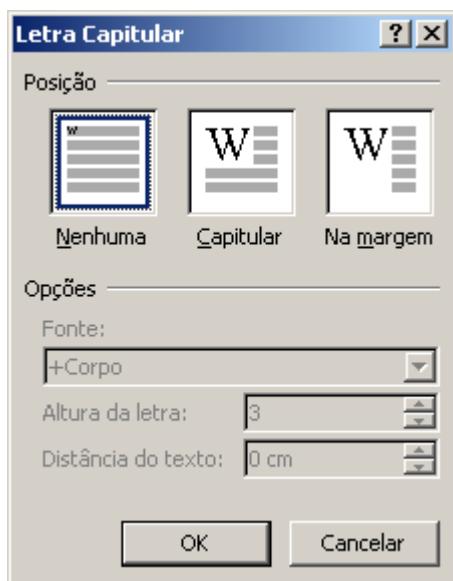 Letra Capitular
Posição
W W W
Nenhuma Capitular Na margem
Opções
Fonte:
+Corpo
Altura da letra: 3
Distância do texto: 0 cm
OK Cancelar